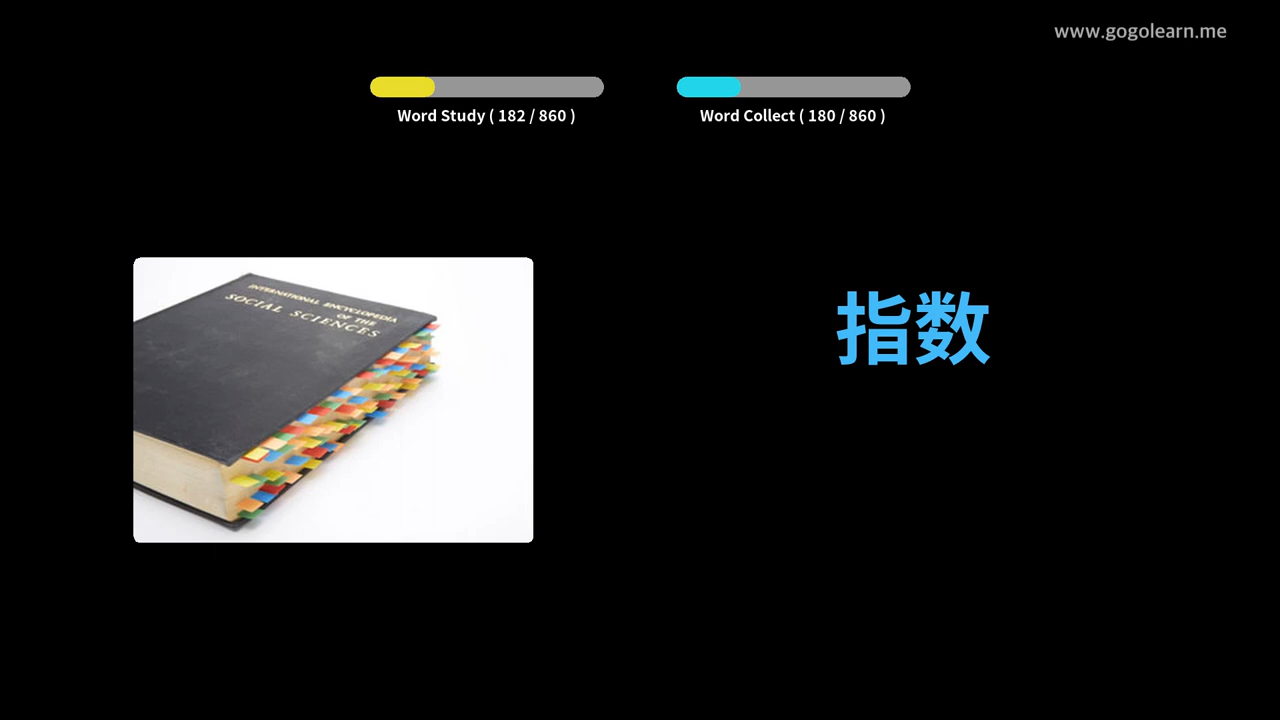 www.gogolearn.me
Word Study ( 182 / 860 )
Word Collect ( 180 / 860 )
INTERNATIONAL ENCYCLOPEDIA
OF THE
SOCIAL SCIENCES
指数